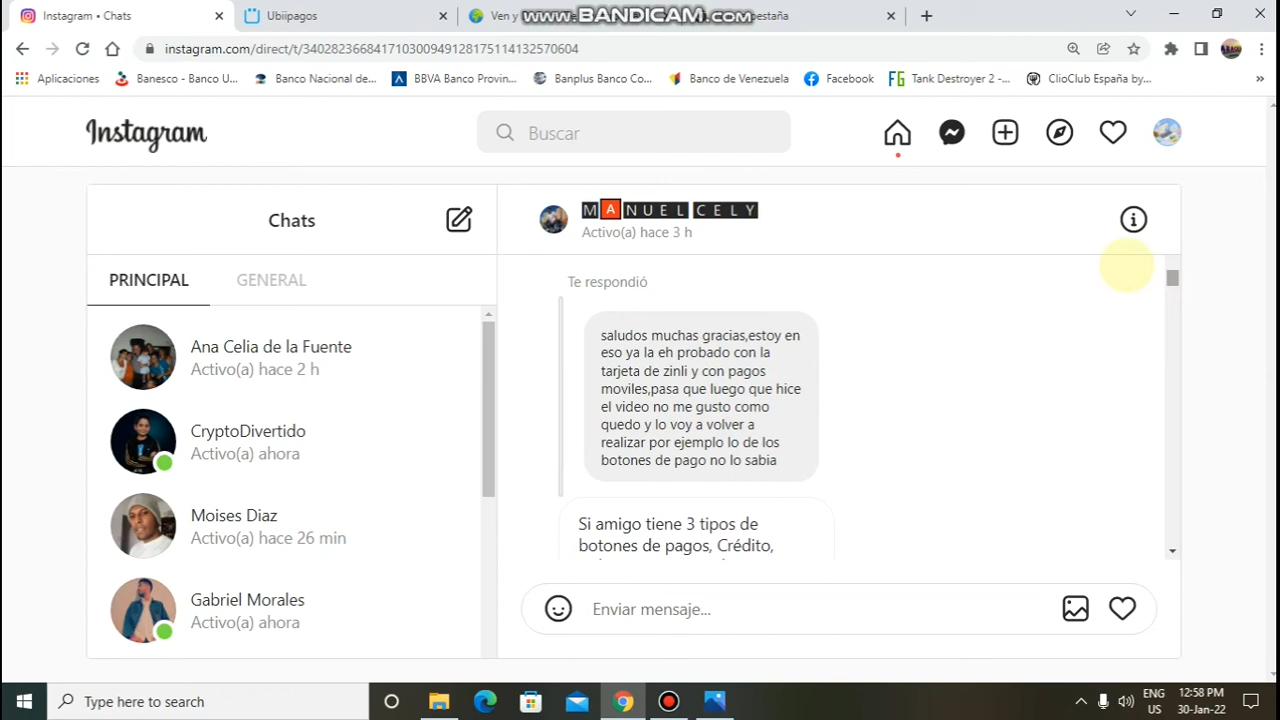 Instagram • Chats
Ubiipagos
Ven y
www.BANDICAM.com
pestaña
instagram.com/direct/t/340282366841710300949128175114132570604
Aplicaciones
Banesco - Banco U...
Banco Nacional de...
BBVA Banco Provin...
Banplus Banco Co...
Banco de Venezuela
Facebook
Tank Destroyer 2 -...
ClioClub España by...
»
Instagram
Buscar
Chats
MANUEL CELY
Activo(a) hace 3 h
PRINCIPAL
GENERAL
Ana Celia de la Fuente
Activo(a) hace 2 h
CryptoDivertido
Activo(a) ahora
Moises Diaz
Activo(a) hace 26 min
Gabriel Morales
Activo(a) ahora
Te respondió
saludos muchas gracias,estoy en
eso ya la eh probado con la
tarjeta de zinli y con pagos
moviles,pasa que luego que hice
el video no me gusto como
quedo y lo voy a volver a
realizar por ejemplo lo de los
botones de pago no lo sabia
Si amigo tiene 3 tipos de
botones de pagos, Crédito,
Enviar mensaje...
Type here to search
ENG
US
12:58 PM
30-Jan-22